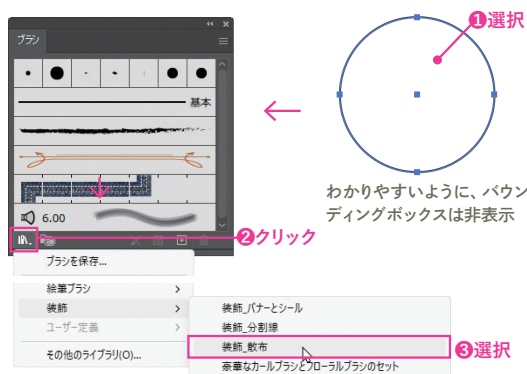 ❶選択
ブラシ
基本
わかりやすいように、バウン
ディングボックスは非表示
6.00
❷クリック
ブラシを保存...
絵筆ブラシ
装飾
ユーザー定義
その他のライブラリ(O)...
装飾_バナーとシール
装飾_分割線
装飾_散布
❸選択
豪華なカールブラシとフローラルブラシのセット